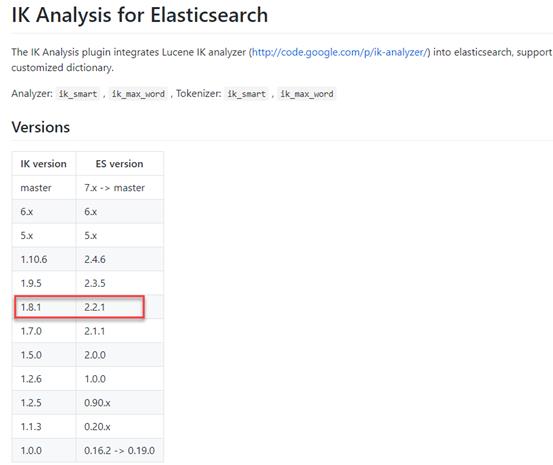 IK Analysis for Elasticsearch
The IK Analysis plugin integrates Lucene IK analyzer (http://code.google.com/p/ik-analyzer/) into elasticsearch, support
customized dictionary.
Analyzer: ik_smart , ik_max_word , Tokenizer: ik_smart , ik_max_word
Versions
IK version ES version
master 7.x -> master
6.x 6.x
5.x 5.x
1.10.6 2.4.6
1.9.5 2.3.5
1.8.1 2.2.1
1.7.0 2.1.1
1.5.0 2.0.0
1.2.6 1.0.0
1.2.5 0.90.x
1.1.3 0.20.x
1.0.0 0.16.2 -> 0.19.0